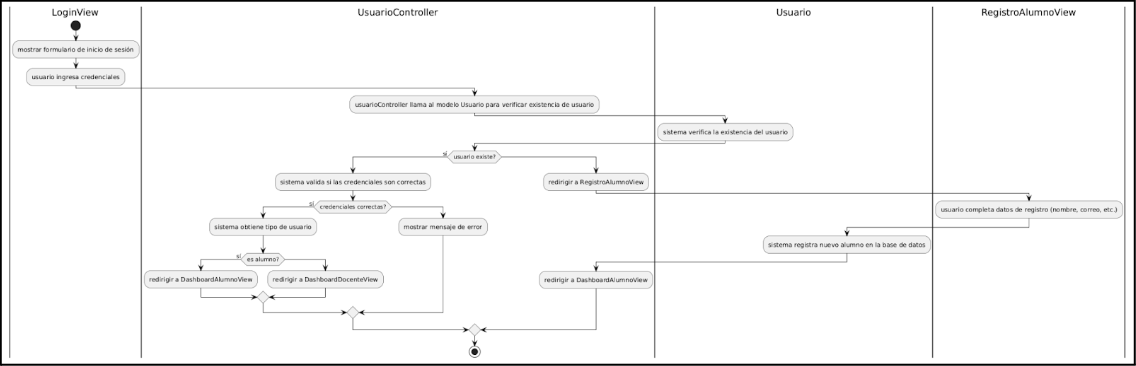 LoginView
UsuarioController
Usuario
RegistroAlumnoView
mostrar formulario de inicio de sesión
usuario ingresa credenciales
usuarioController llama al modelo Usuario para verificar existencia de usuario
sistema verifica la existencia del usuario
si
usuario existe?
sistema valida si las credenciales son correctas
redirigir a RegistroAlumnoView
si
credenciales correctas?
usuario completa datos de registro (nombre, correo, etc.)
sistema obtiene tipo de usuario
mostrar mensaje de error
sistema registra nuevo alumno en la base de datos
si
es alumno?
redirigir a DashboardAlumnoView
redirigir a DashboardDocenteView
redirigir a DashboardAlumnoView